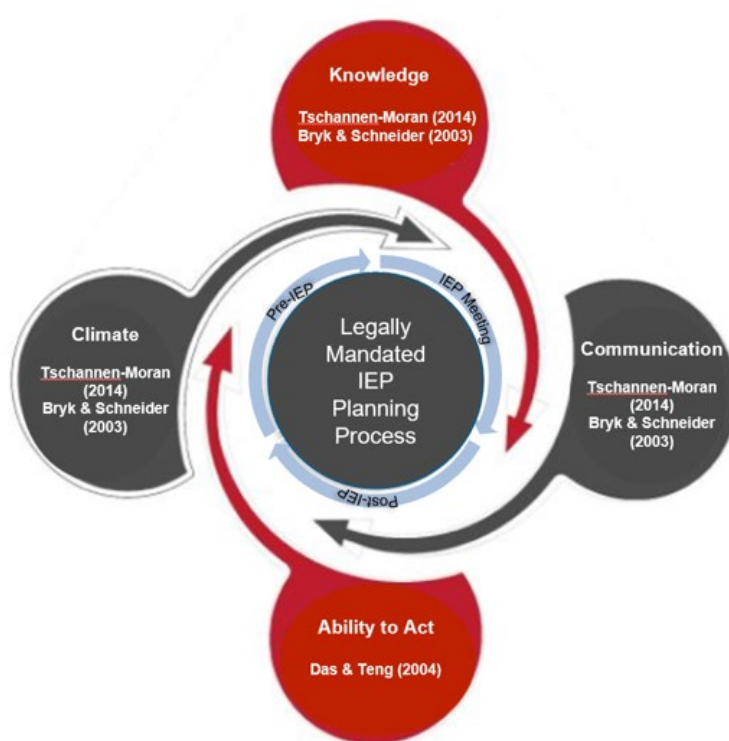 Knowledge
Tschannen-Moran (2014)
Bryk & Schneider (2003)
Climate
Tschannen-Moran
(2014)
Bryk & Schneider
(2003)
Pre-IEP
IEP Meeting
Legally
Mandated
IEP
Planning
Process
Post-IEP
Communication
Tschannen-Moran
(2014)
Bryk & Schneider
(2003)
Ability to Act
Das & Teng (2004)